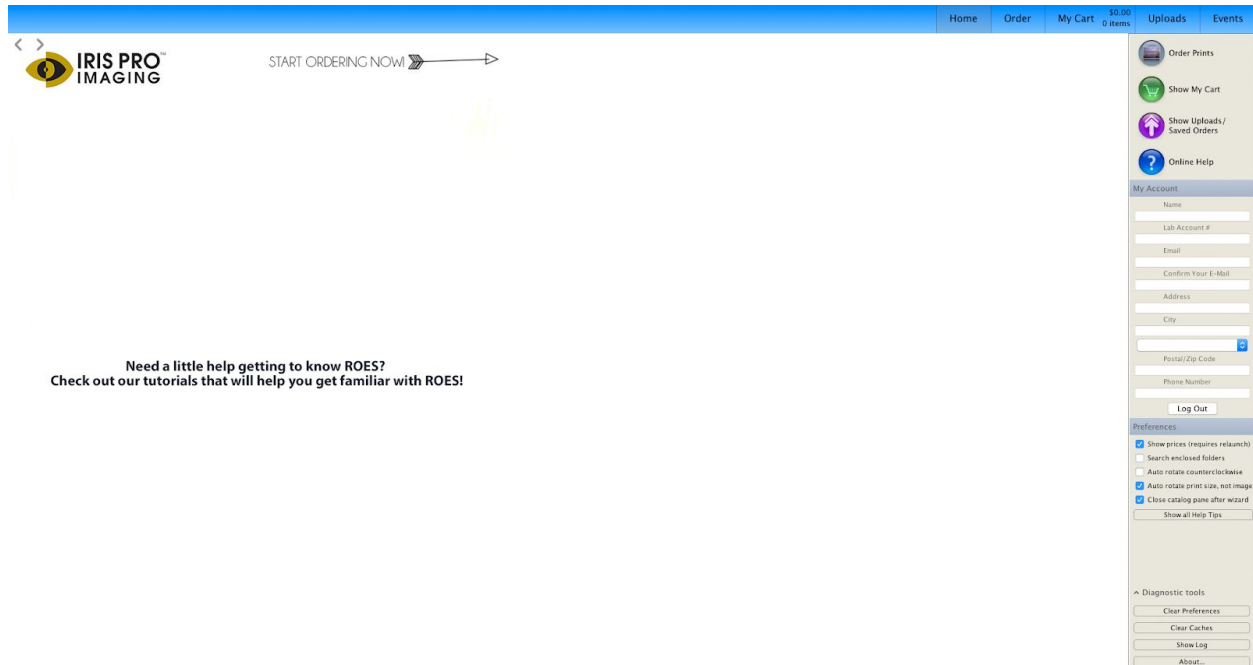 Home
Order
My Cart
$0.00
0 items
Uploads
Events
IRIS PRO™
IMAGING
START ORDERING NOW!
Need a little help getting to know ROES?
Check out our tutorials that will help you get familiar with ROES!
Order Prints
Show My Cart
Show Uploads/
Saved Orders
?
Online Help
My Account
Name
Lab Account #
Email
Confirm Your E-Mail
Address
City
Postal/Zip Code
Phone Number
Log Out
Preferences
Show prices (requires relaunch)
Search enclosed folders
Auto rotate counterclockwise
Auto rotate print size, not image
Close catalog pane after wizard
Show all Help Tips
Diagnostic tools
Clear Preferences
Clear Caches
Show Log
About...